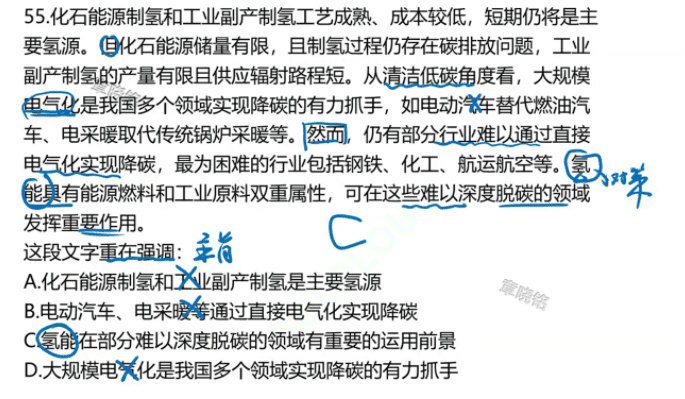 55.化石能源制氢和工业副产制氢工艺成熟、成本较低，短期仍将是主
要氢源。但化石能源储量有限，且制氢过程仍存在碳排放问题，工业
副产制氢的产量有限且供应辐射路程短。从清洁低碳角度看，大规模
电气化是我国多个领域实现降碳的有力抓手，如电动汽车替代燃油汽
车、电采暖取代传统锅炉采暖等。然而，仍有部分行业难以通过直接
电气化实现降碳，最为困难的行业包括钢铁、化工、航运航空等。氢
能具有能源燃料和工业原料双重属性，可在这些难以深度脱碳的领域
对策
发挥重要作用。
C
这段文字重在强调：
A.化石能源制氢和工业副产制氢是主要氢源
B.电动汽车、电采暖等通过直接电气化实现降碳
章晓铭
C.氢能在部分难以深度脱碳的领域有重要的运用前景
D.大规模电气化是我国多个领域实现降碳的有力抓手